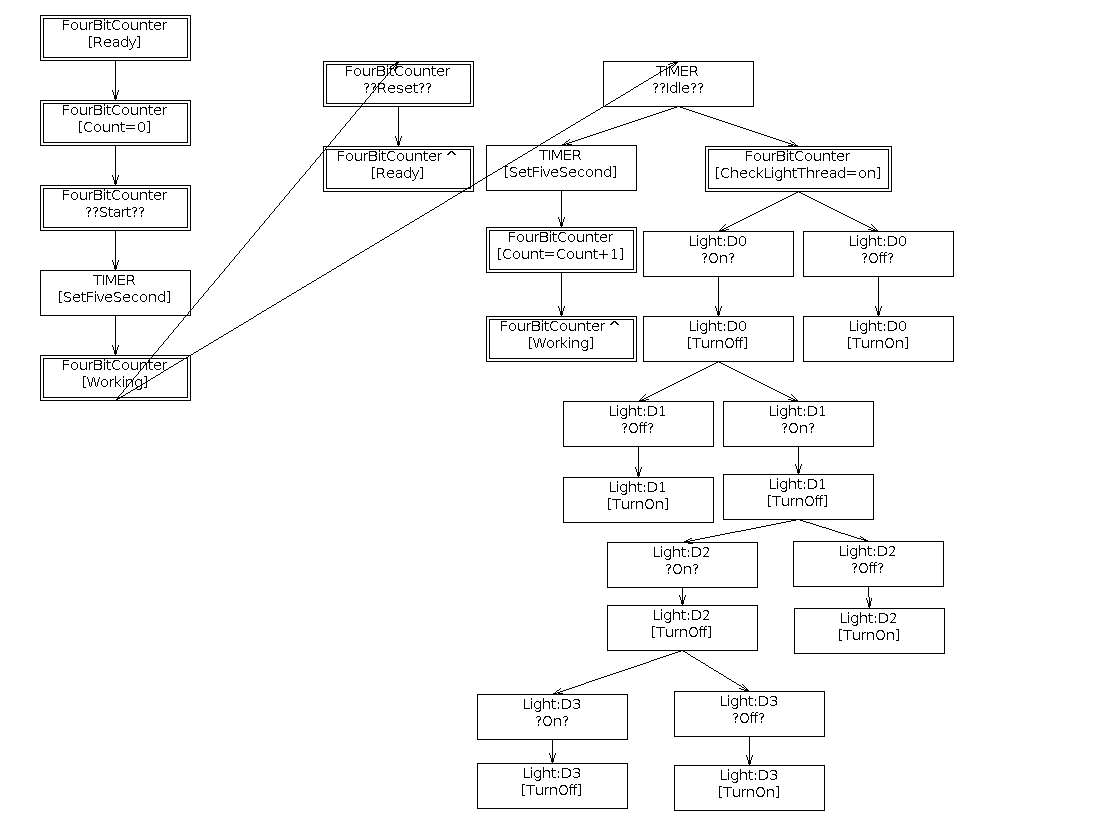 FourBitCounter
[Ready]
FourBitCounter
[Count=0]
FourBitCounter
??Start??
TIMER
[SetFiveSecond]
FourBitCounter
[Working]
FourBitCounter
??Reset??
FourBitCounter ^
[Ready]
TIMER
??Idle??
TIMER
[SetFiveSecond]
FourBitCounter
[Count=Count+1]
FourBitCounter ^
[Working]
FourBitCounter
[CheckLightThread=on]
Light:D0
?On?
Light:D0
?Off?
Light:D0
[TurnOff]
Light:D0
[TurnOn]
Light:D1
?Off?
Light:D1
?On?
Light:D1
[TurnOn]
Light:D1
[TurnOff]
Light:D2
?On?
Light:D2
?Off?
Light:D2
[TurnOff]
Light:D2
[TurnOn]
Light:D3
?On?
Light:D3
?Off?
Light:D3
[TurnOff]
Light:D3
[TurnOn]